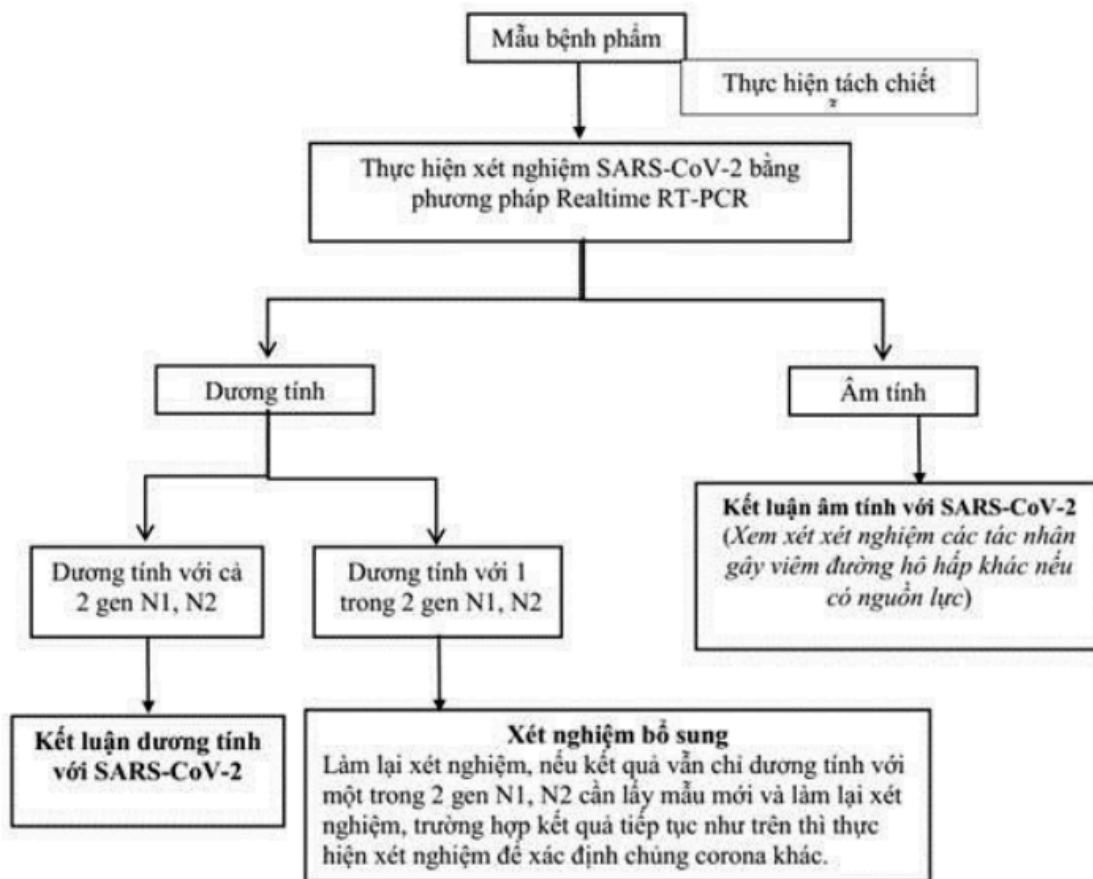 Mẫu bệnh phẩm
Thực hiện tách chiết
Thực hiện xét nghiệm SARS-CoV-2 bằng
phương pháp Realtime RT-PCR
Dương tính
Âm tính
Dương tính với cả
2 gen N1, N2
Dương tính với 1
trong 2 gen N1, N2
Kết luận âm tính với SARS-CoV-2
(Xem xét xét nghiệm các tác nhân
gây viêm đường hô hấp khác nếu
có nguồn lực)
Kết luận dương tính
với SARS-CoV-2
Xét nghiệm bổ sung
Làm lại xét nghiệm, nếu kết quả vẫn chỉ dương tính với
một trong 2 gen N1, N2 cần lấy mẫu mới và làm lại xét
nghiệm, trường hợp kết quả tiếp tục như trên thì thực
hiện xét nghiệm để xác định chủng corona khác.